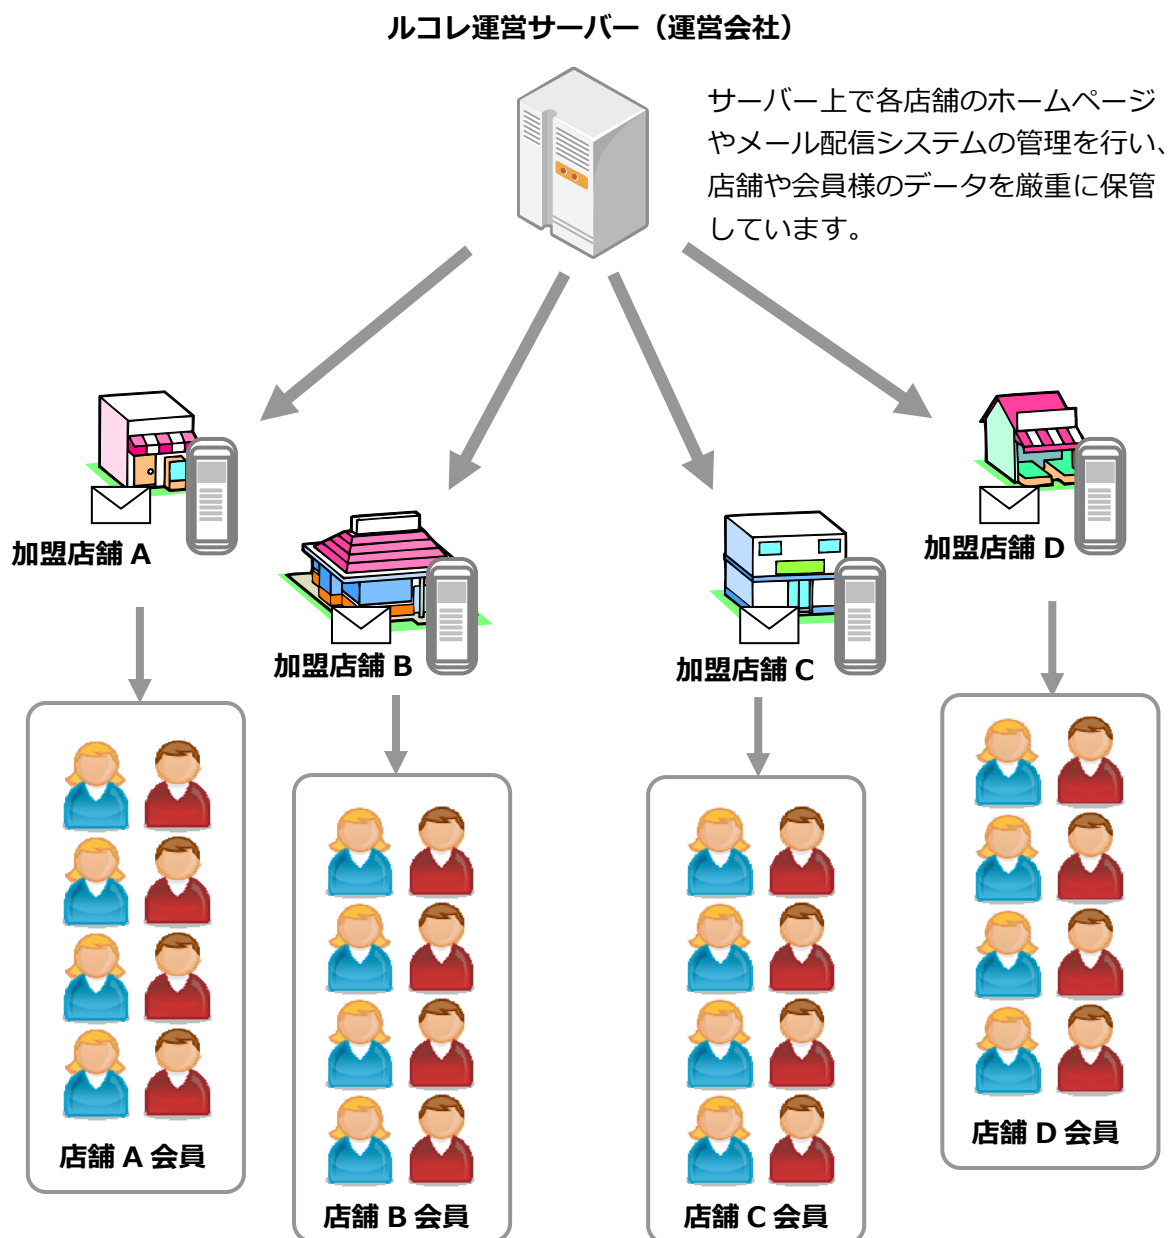 ルコレ運営サーバー（運営会社）
サーバー上で各店舗のホームページ
やメール配信システムの管理を行い、
店舗や会員様のデータを厳重に保管
しています。
加盟店舗 A
加盟店舗 B
加盟店舗 C
加盟店舗 D
店舗 A 会員
店舗 B 会員
店舗 C 会員
店舗 D 会員